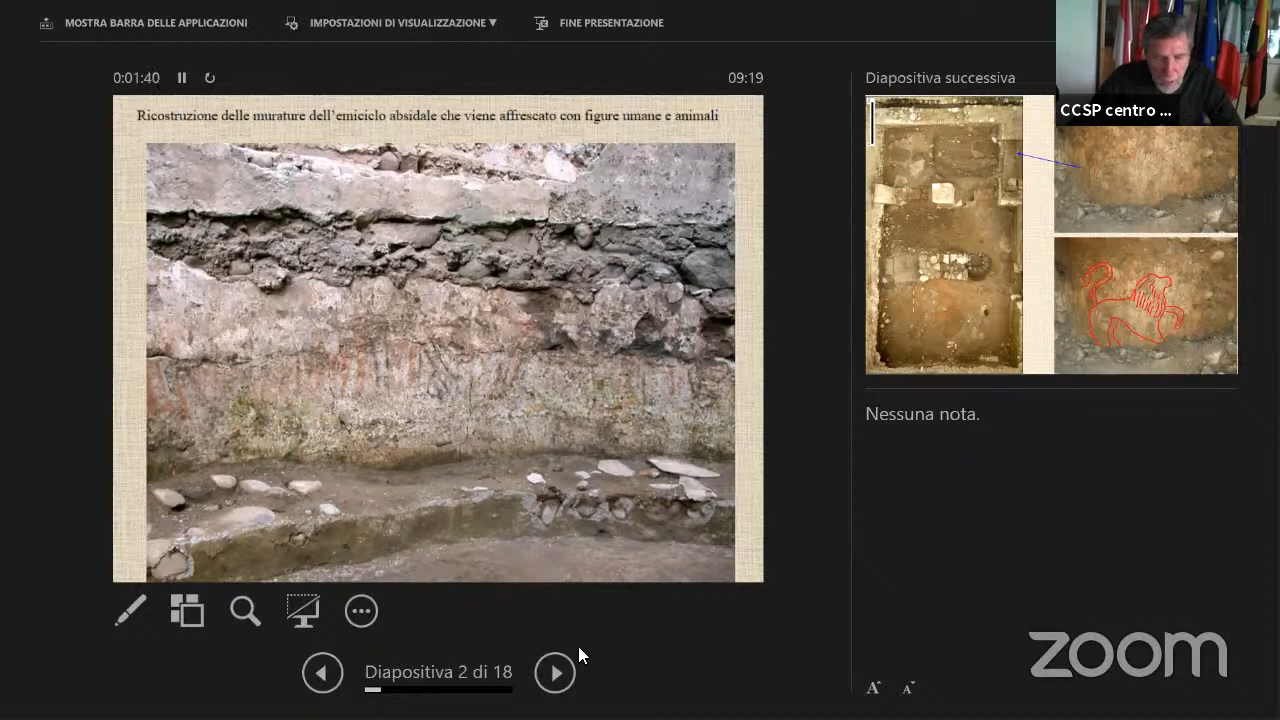 MOSTRA BARRA DELLE APPLICAZIONI
IMPOSTAZIONI DI VISUALIZZAZIONE ▼
FINE PRESENTAZIONE
0:01:40
09:19
Diapositiva successiva
CCSP centro ...
Ricostruzione delle murature dell’emiciclo absidale che viene affrescato con figure umane e animali
Nessuna nota.
Diapositiva 2 di 18
zoom
A
A